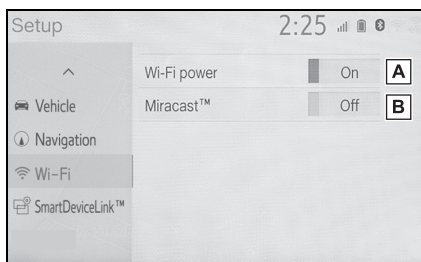 Setup 2:25
Wi-Fi power On A
Miracast™ Off B
Vehicle
Navigation
Wi-Fi
SmartDeviceLink™